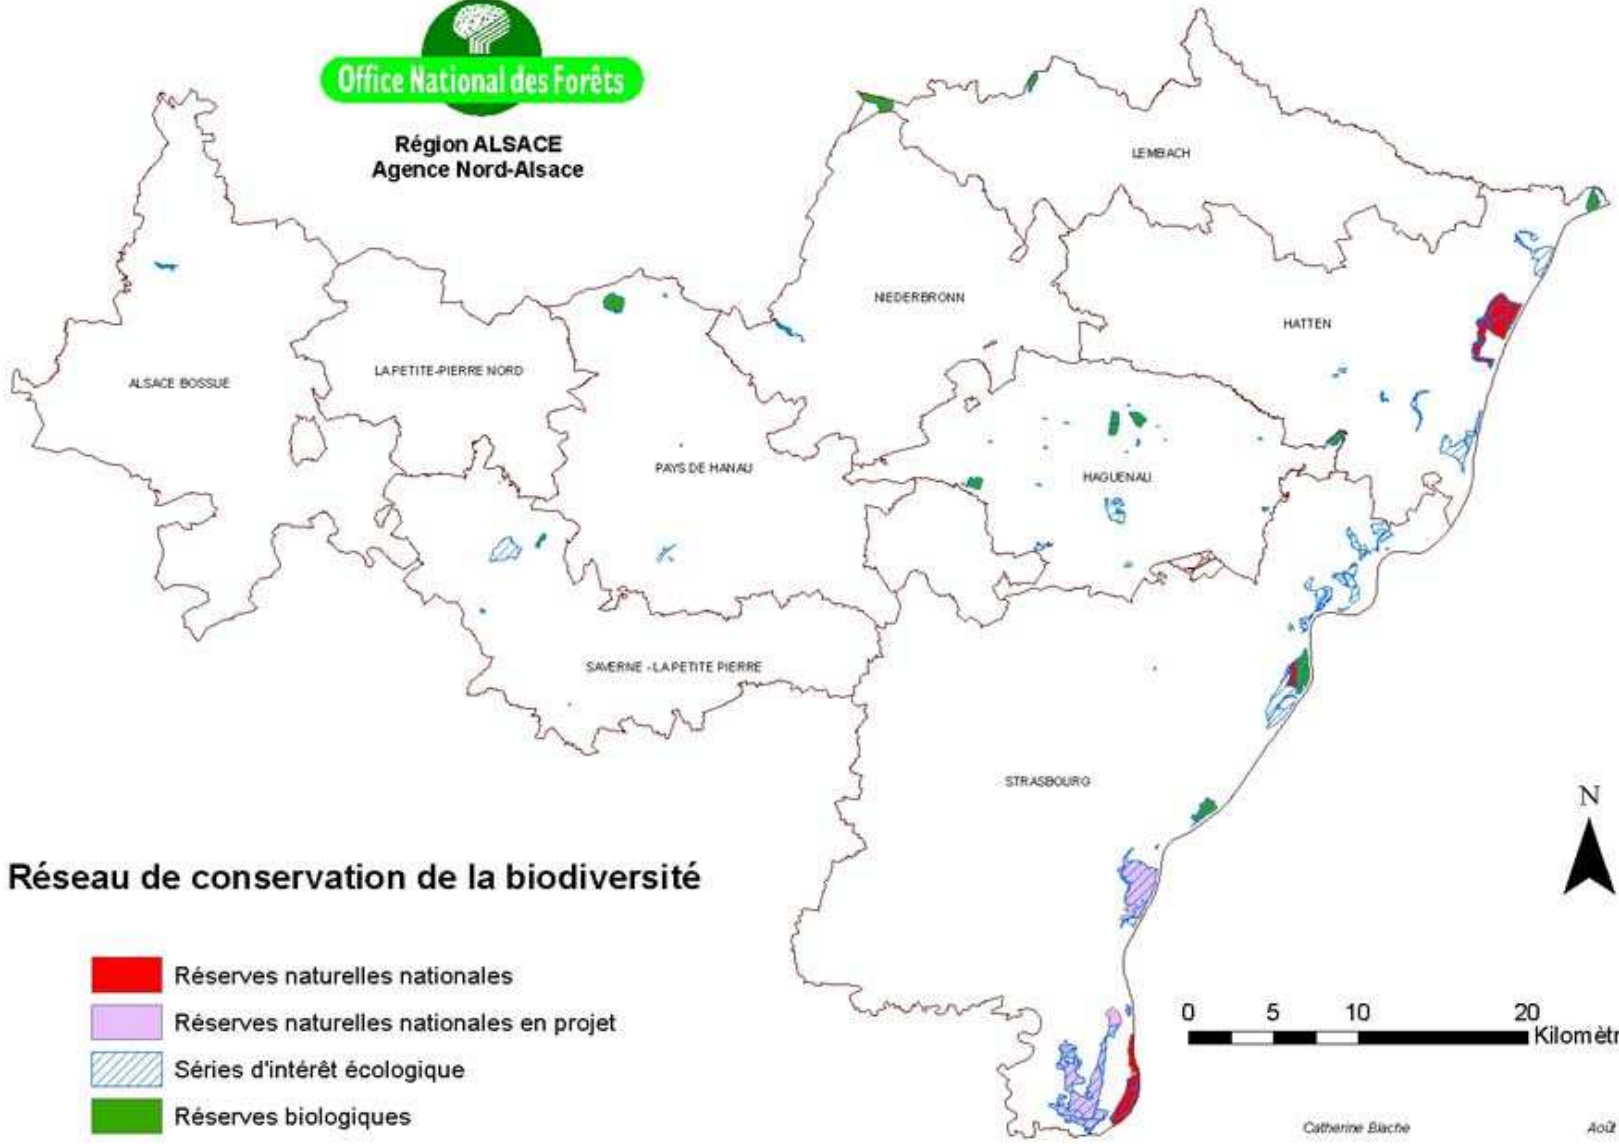 Office National des Forêts
Région ALSACE
Agence Nord-Alsace
LEMBACH
NIEDERBRONN
HATTEN
LA PETITE-PIERRE NORD
ALSACE BOSSUE
PAYS DE HANAU
HAGUENAU
SAVERNE - LA PETITE PIERRE
STRASBOURG
N
Réseau de conservation de la biodiversité
Réserves naturelles nationales
Réserves naturelles nationales en projet
Séries d'intérêt écologique
Réserves biologiques
0 5 10 20
Kilomètr
Catherine Blache Aoû